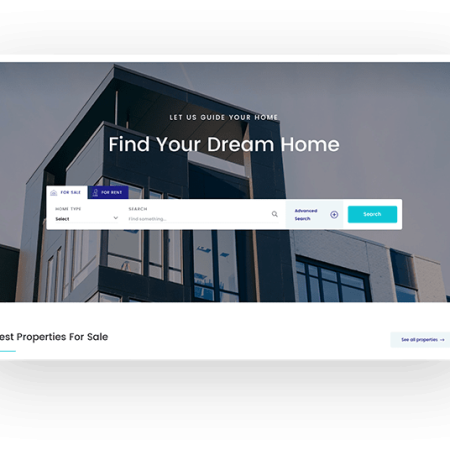 LET US GUIDE YOUR HOME
Find Your Dream Home
FOR SALE
FOR RENT
HOME TYPE
SEARCH
Select
Find something...
Advanced
Search
Search
est Properties For Sale
See all properties →